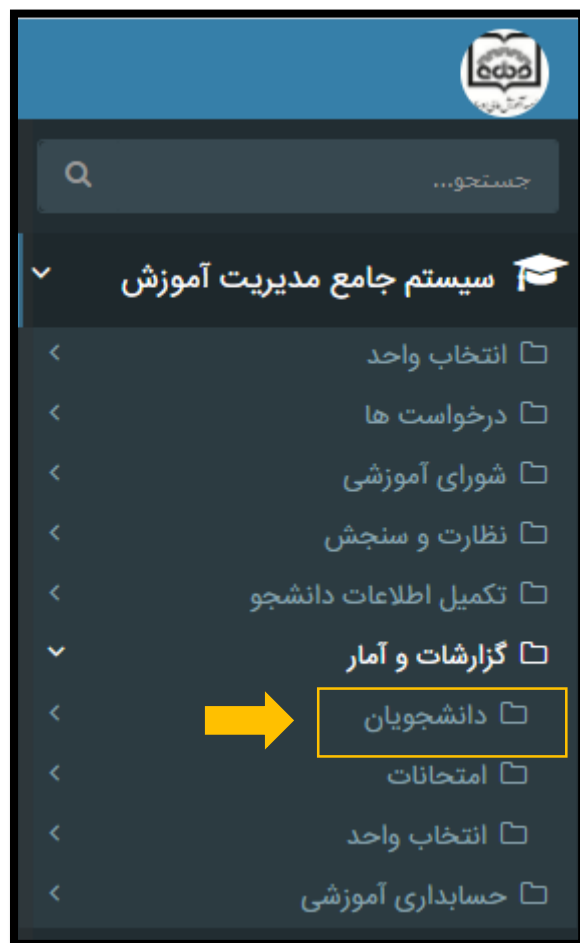 جستجو...
سیستم جامع مدیریت آموزش
انتخاب واحد
درخواست ها
شورای آموزشی
نظارت و سنجش
تکمیل اطلاعات دانشجو
گزارشات و آمار
دانشجویان
امتحانات
انتخاب واحد
حسابداری آموزشی